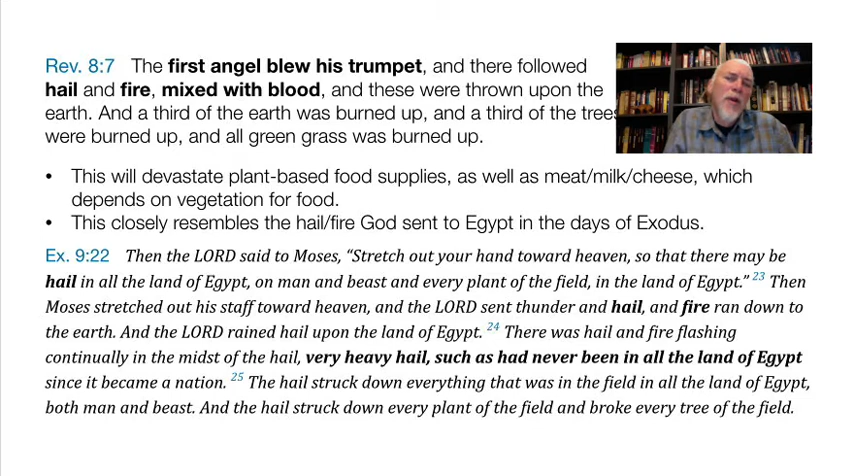 Rev. 8:7 The first angel blew his trumpet, and there followed
hail and fire, mixed with blood, and these were thrown upon the
earth. And a third of the earth was burned up, and a third of the trees
were burned up, and all green grass was burned up.
• This will devastate plant-based food supplies, as well as meat/milk/cheese, which
depends on vegetation for food.
• This closely resembles the hail/fire God sent to Egypt in the days of Exodus.
Ex. 9:22 Then the LORD said to Moses, “Stretch out your hand toward heaven, so that there may be
hail in all the land of Egypt, on man and beast and every plant of the field, in the land of Egypt.” 23 Then
Moses stretched out his staff toward heaven, and the LORD sent thunder and hail, and fire ran down to
the earth. And the LORD rained hail upon the land of Egypt. 24 There was hail and fire flashing
continually in the midst of the hail, very heavy hail, such as had never been in all the land of Egypt
since it became a nation. 25 The hail struck down everything that was in the field in all the land of Egypt,
both man and beast. And the hail struck down every plant of the field and broke every tree of the field.